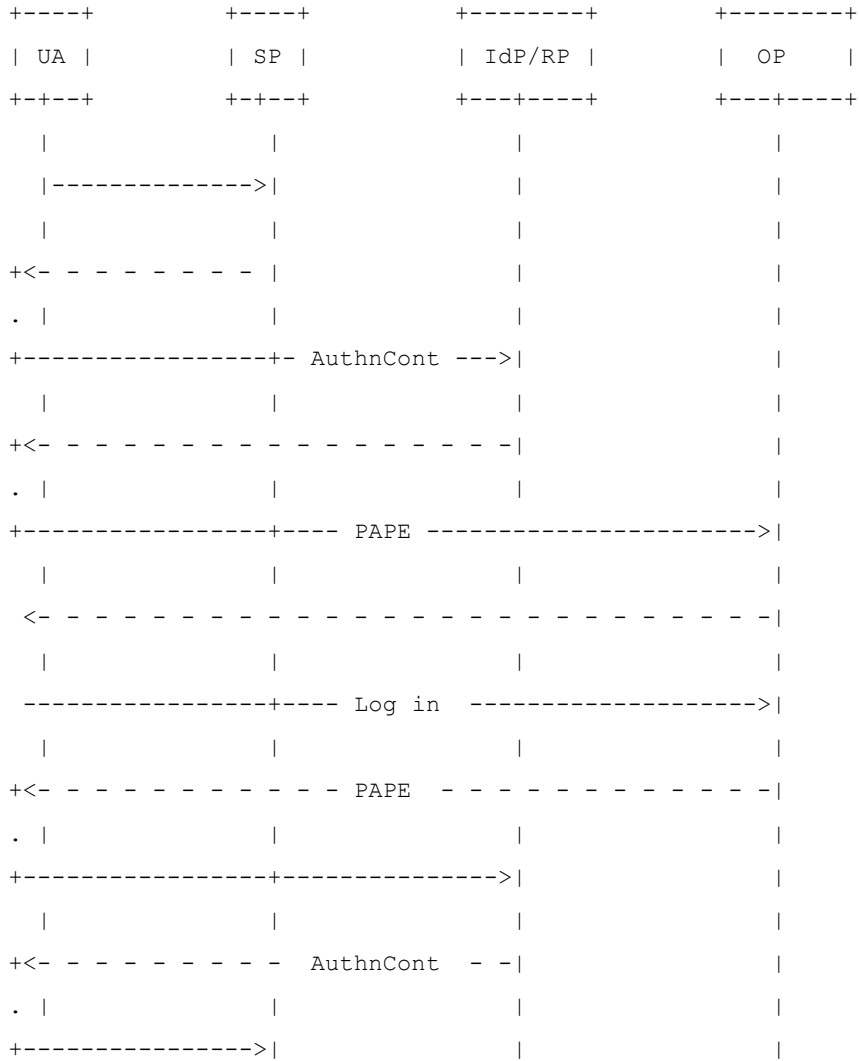 +----+ +----+ +--------+ +--------+
| UA | | SP | | IdP/RP | | OP |
+-+--+ +-+--+ +---+----+ +---+----+
| | | |
|-------------->| | |
| | | |
+<- - - - - - - - | | |
. | | | |
+-----------------+- AuthnCont --->| |
| | | |
+<- - - - - - - - - - - - - - - - -| |
. | | | |
+-----------------+---- PAPE ----------------------->|
| | | |
<- - - - - - - - - - - - - - - - - - - - - - - - - -|
| | | |
-----------------+---- Log in -------------------->|
| | | |
+<- - - - - - - - - - - PAPE - - - - - - - - - - - -|
. | | | |
+-----------------+--------------->| |
| | | |
+<- - - - - - - - - AuthnCont - -| |
. | | | |
+---------------->| | |